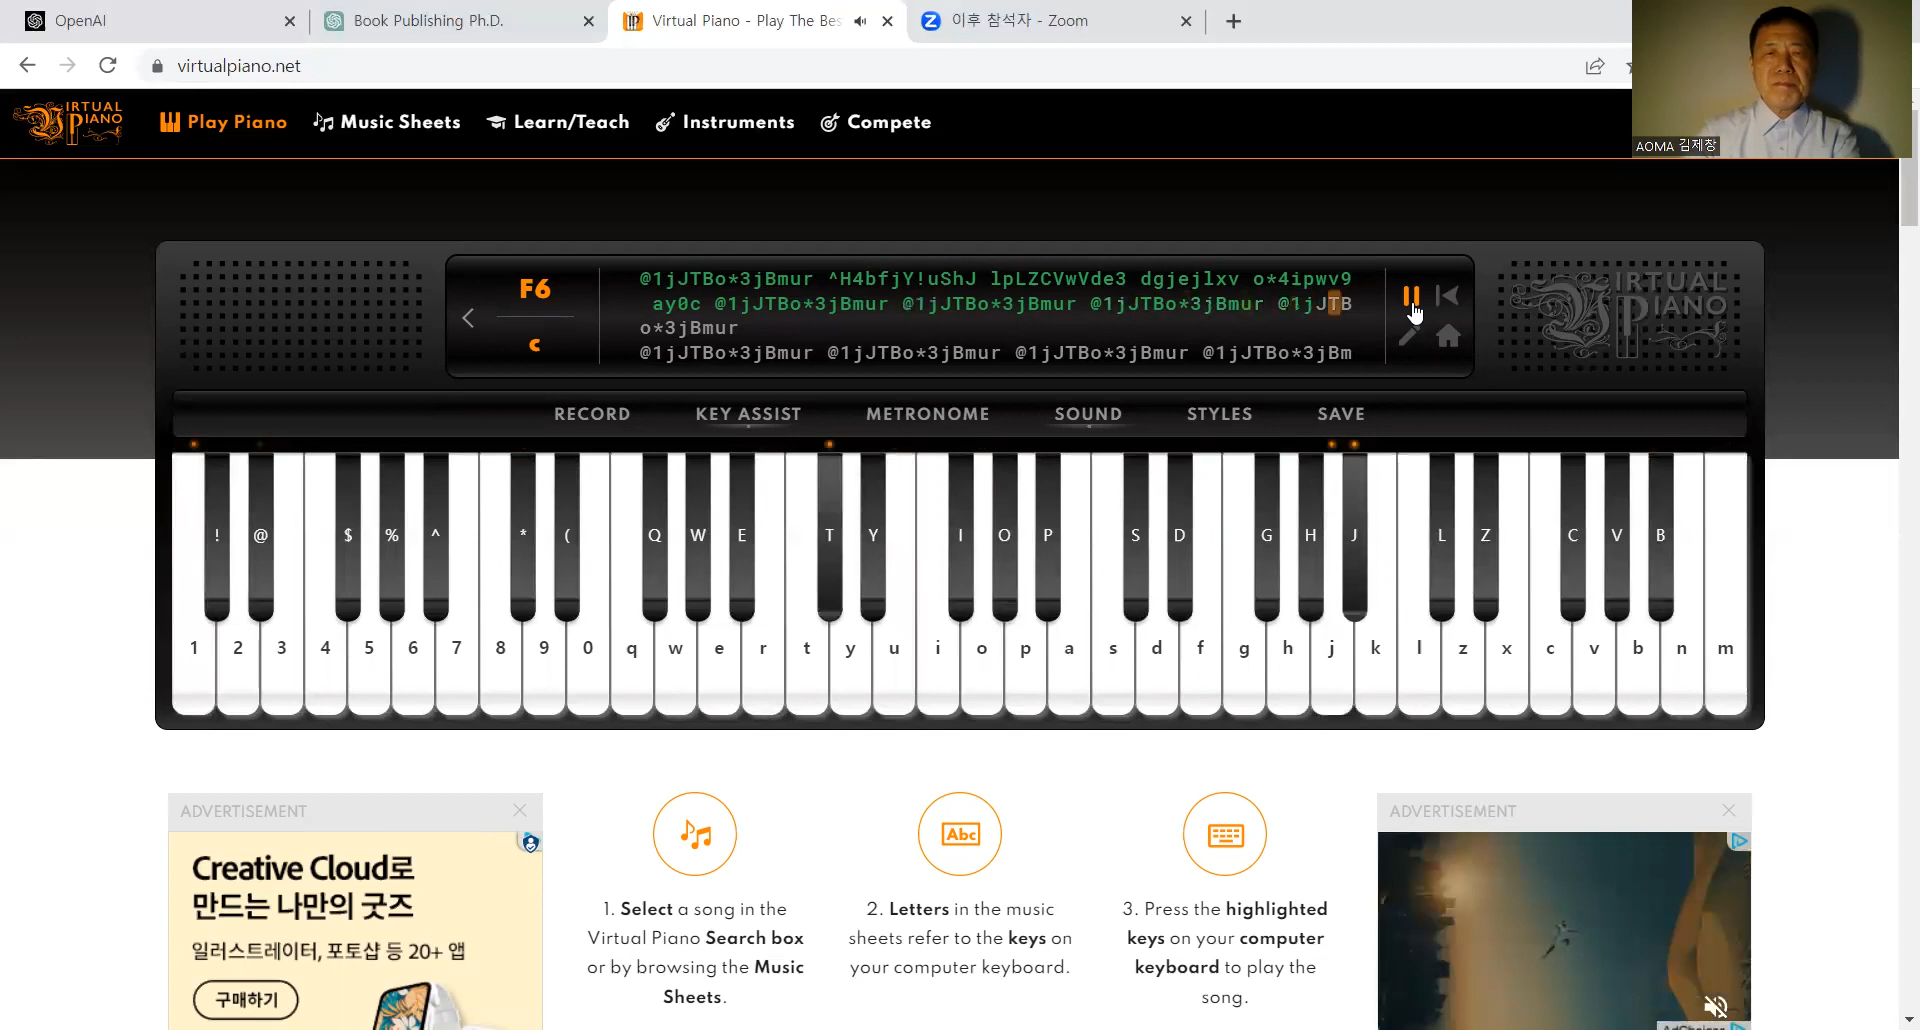 OpenAI
Book Publishing Ph.D.
Virtual Piano - Play The Bes
이후 참석자 - Zoom
virtualpiano.net
AOMA 김제창
VIRTUAL PIANO
Play Piano
Music Sheets
Learn/Teach
Instruments
Compete
F6
c
@1jJTBo*3jBmur ^H4bfjY!uShJ lpLZCVwVde3 dgjejlxv o*4ipwv9
ay0c @1jJTBo*3jBmur @1jJTBo*3jBmur @1jJTBo*3jBmur @1jJTB
o*3jBmur
@1jJTBo*3jBmur @1jJTBo*3jBmur @1jJTBo*3jBmur @1jJTBo*3jBm
VIRTUAL PIANO
RECORD KEY ASSIST METRONOME SOUND STYLES SAVE
! @ $ % ^ * ( Q W E T Y I O P S D G H J L Z C V B
1 2 3 4 5 6 7 8 9 0 q w e r t y u i o p a s d f g h j k l z x c v b n m
ADVERTISEMENT
Creative Cloud로
만드는 나만의 굿즈
일러스트레이터, 포토샵 등 20+ 앱
구매하기
Abc
1. Select a song in the
Virtual Piano Search box
or by browsing the Music
Sheets.
2. Letters in the music
sheets refer to the keys on
your computer keyboard.
3. Press the highlighted
keys on your computer
keyboard to play the
song.
ADVERTISEMENT
AdChoices